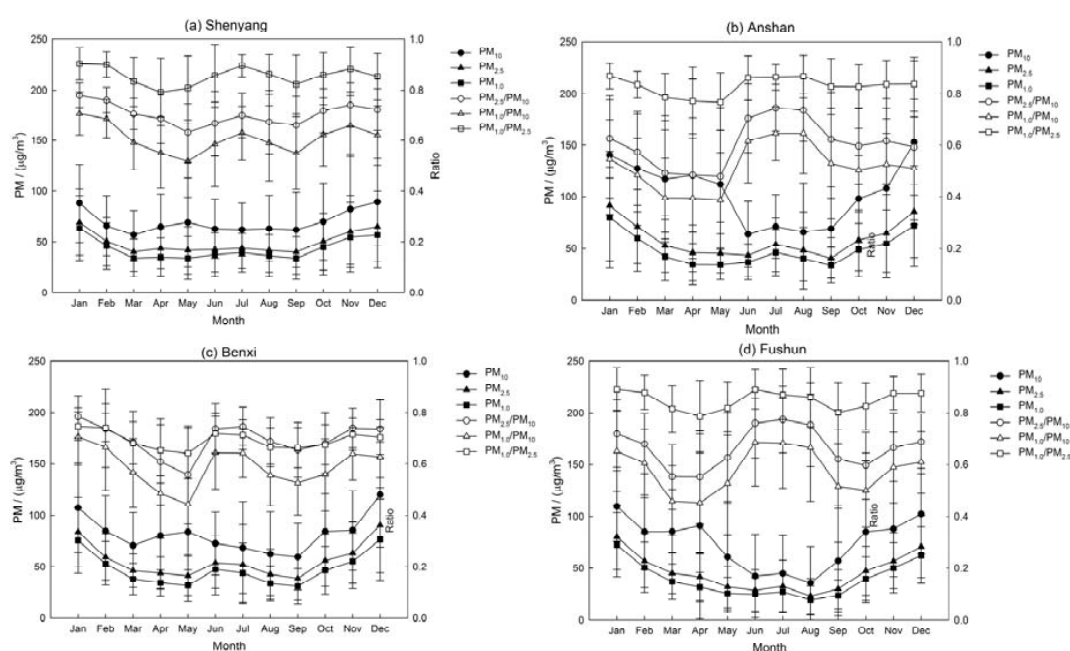 (a) Shenyang
250
200
150
100
50
0
PM / (μg/m³)
1.0
0.8
0.6
0.4
0.2
0.0
Ratio
Jan Feb Mar Apr May Jun Jul Aug Sep Oct Nov Dec
Month
PM10
PM2.5
PM1.0
PM2.5/PM10
PM1.0/PM10
PM1.0/PM2.5
(b) Anshan
250
200
150
100
50
0
PM / (μg/m³)
1.0
0.8
0.6
0.4
0.2
0.0
Ratio
Jan Feb Mar Apr May Jun Jul Aug Sep Oct Nov Dec
Month
PM10
PM2.5
PM1.0
PM2.5/PM10
PM1.0/PM10
PM1.0/PM2.5
(c) Benxi
250
200
150
100
50
0
PM / (μg/m³)
1.0
0.8
0.6
0.4
0.2
0.0
Ratio
Jan Feb Mar Apr May Jun Jul Aug Sep Oct Nov Dec
Month
PM10
PM2.5
PM1.0
PM2.5/PM10
PM1.0/PM10
PM1.0/PM2.5
(d) Fushun
250
200
150
100
50
0
PM / (μg/m³)
1.0
0.8
0.6
0.4
0.2
0.0
Ratio
Jan Feb Mar Apr May Jun Jul Aug Sep Oct Nov Dec
Month
PM10
PM2.5
PM1.0
PM2.5/PM10
PM1.0/PM10
PM1.0/PM2.5